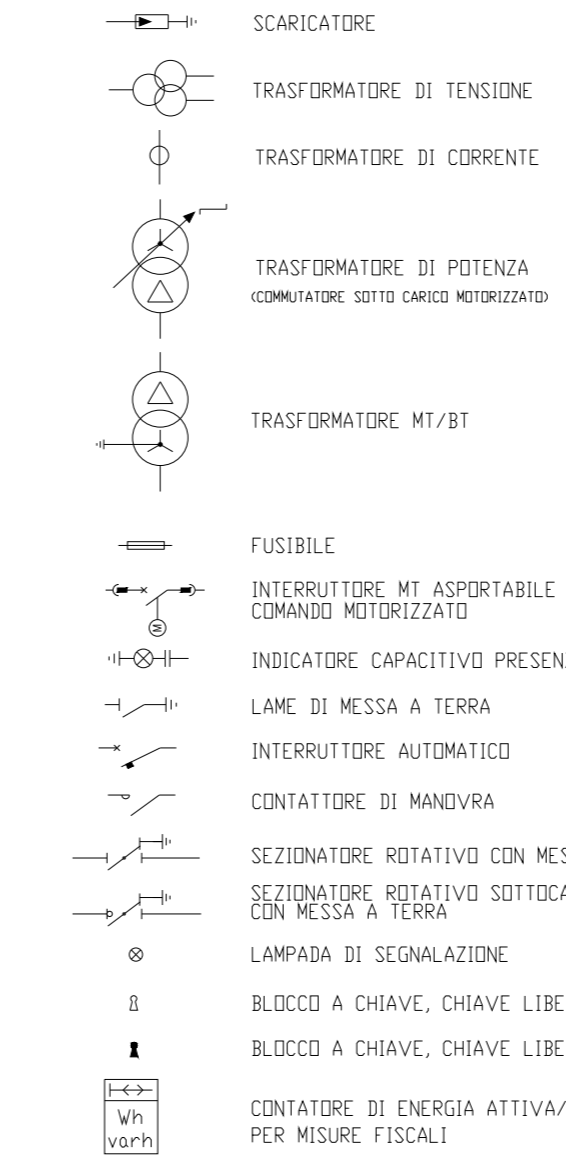 SCARICATORE
TRASFORMATORE DI TENSIONE
TRASFORMATORE DI CORRENTE
TRASFORMATORE DI POTENZA
(COMMUTATORE SOTTO CARICO MOTORIZZATO)
TRASFORMATORE MT/BT
FUSIBILE
INTERRUTTORE MT ASPORTABILE
COMANDO MOTORIZZATO
M
INDICATORE CAPACITIVO
LAME DI MESSA A TERRA
INTERRUTTORE AUTOMATICO
CONTATTORE DI MANOVRA
SEZIONATORE ROTATIVO CON
SEZIONATORE ROTATIVO
CON MESSA A TERRA
LAMPADA DI SEGNALAZIONE
BLOCCO A CHIAVE, CHIAVE
BLOCCO A CHIAVE, CHIAVE
Wh
varh
CONTATORE DI ENERGIA ATTIVA/
PER MISURE FISCALI